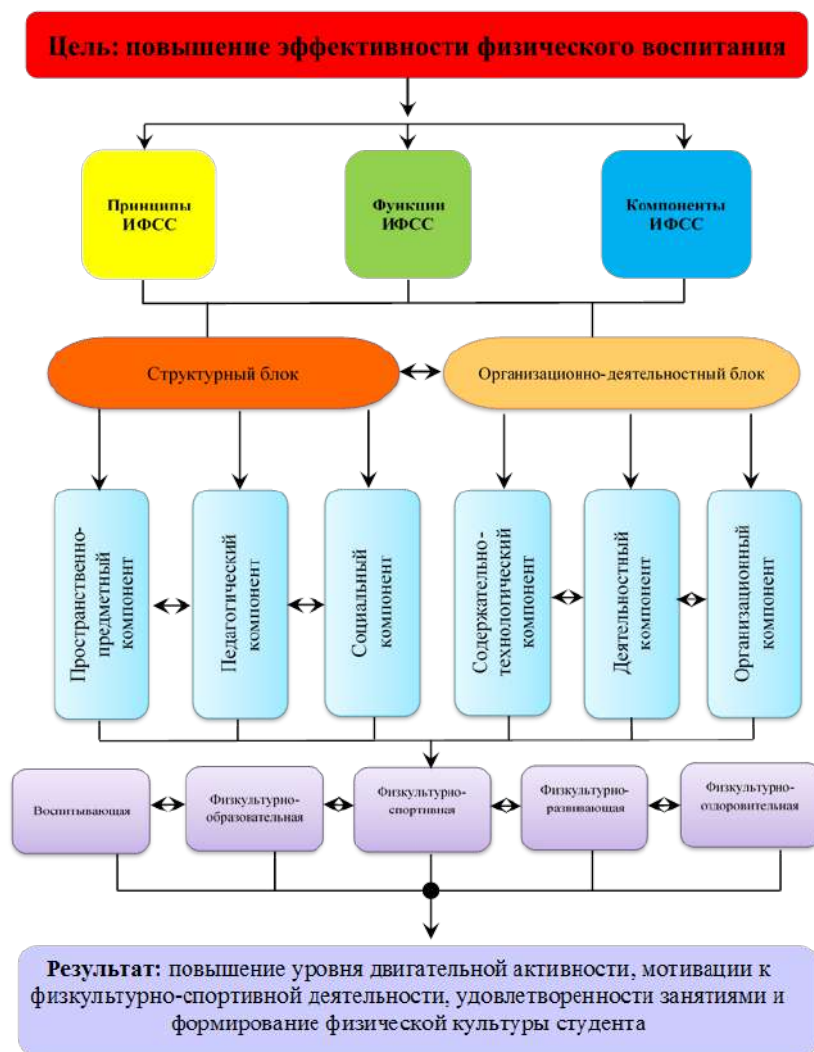 Цель: повышение эффективности физического воспитания
Принципы
ИФСС
Функции
ИФСС
Компоненты
ИФСС
Структурный блок
Организационно-деятельностный блок
Пространственно-
предметный
компонент
Педагогический
компонент
Социальный
компонент
Содержательно-
технологический
компонент
Деятельностный
компонент
Организационный
компонент
Воспитывающая
Физкультурно-
образовательная
Физкультурно-
спортивная
Физкультурно-
развивающая
Физкультурно-
оздоровительная
Результат: повышение уровня двигательной активности, мотивации к
физкультурно-спортивной деятельности, удовлетворенности занятиями и
формирование физической культуры студента